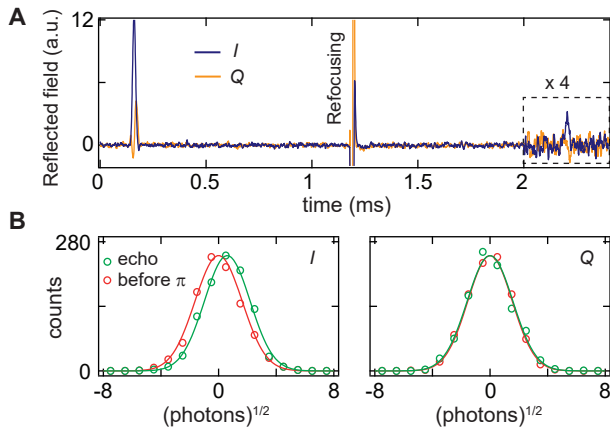 A
Reflected field (a.u.)
12
0
I
Q
Refocusing
x 4
0 0.5 1 1.5 2
time (ms)
B
counts
280
0
echo
before π
I
Q
-8 0 8 -8 0 8
(photons)1/2 (photons)1/2